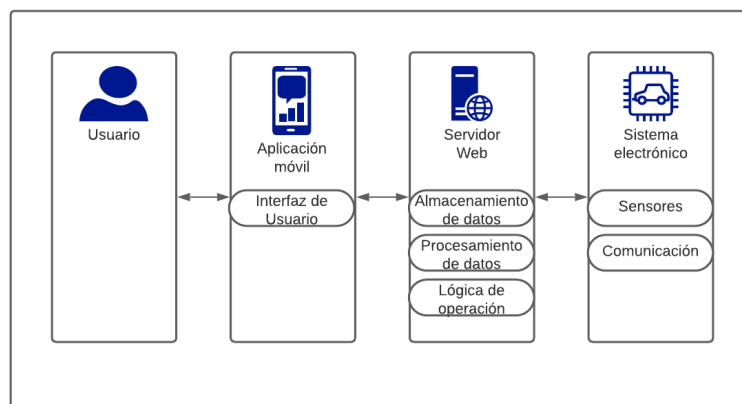 Usuario
Aplicación
móvil
Interfaz de
Usuario
Servidor
Web
Almacenamiento
de datos
Procesamiento
de datos
Lógica de
operación
Sistema
electrónico
Sensores
Comunicación